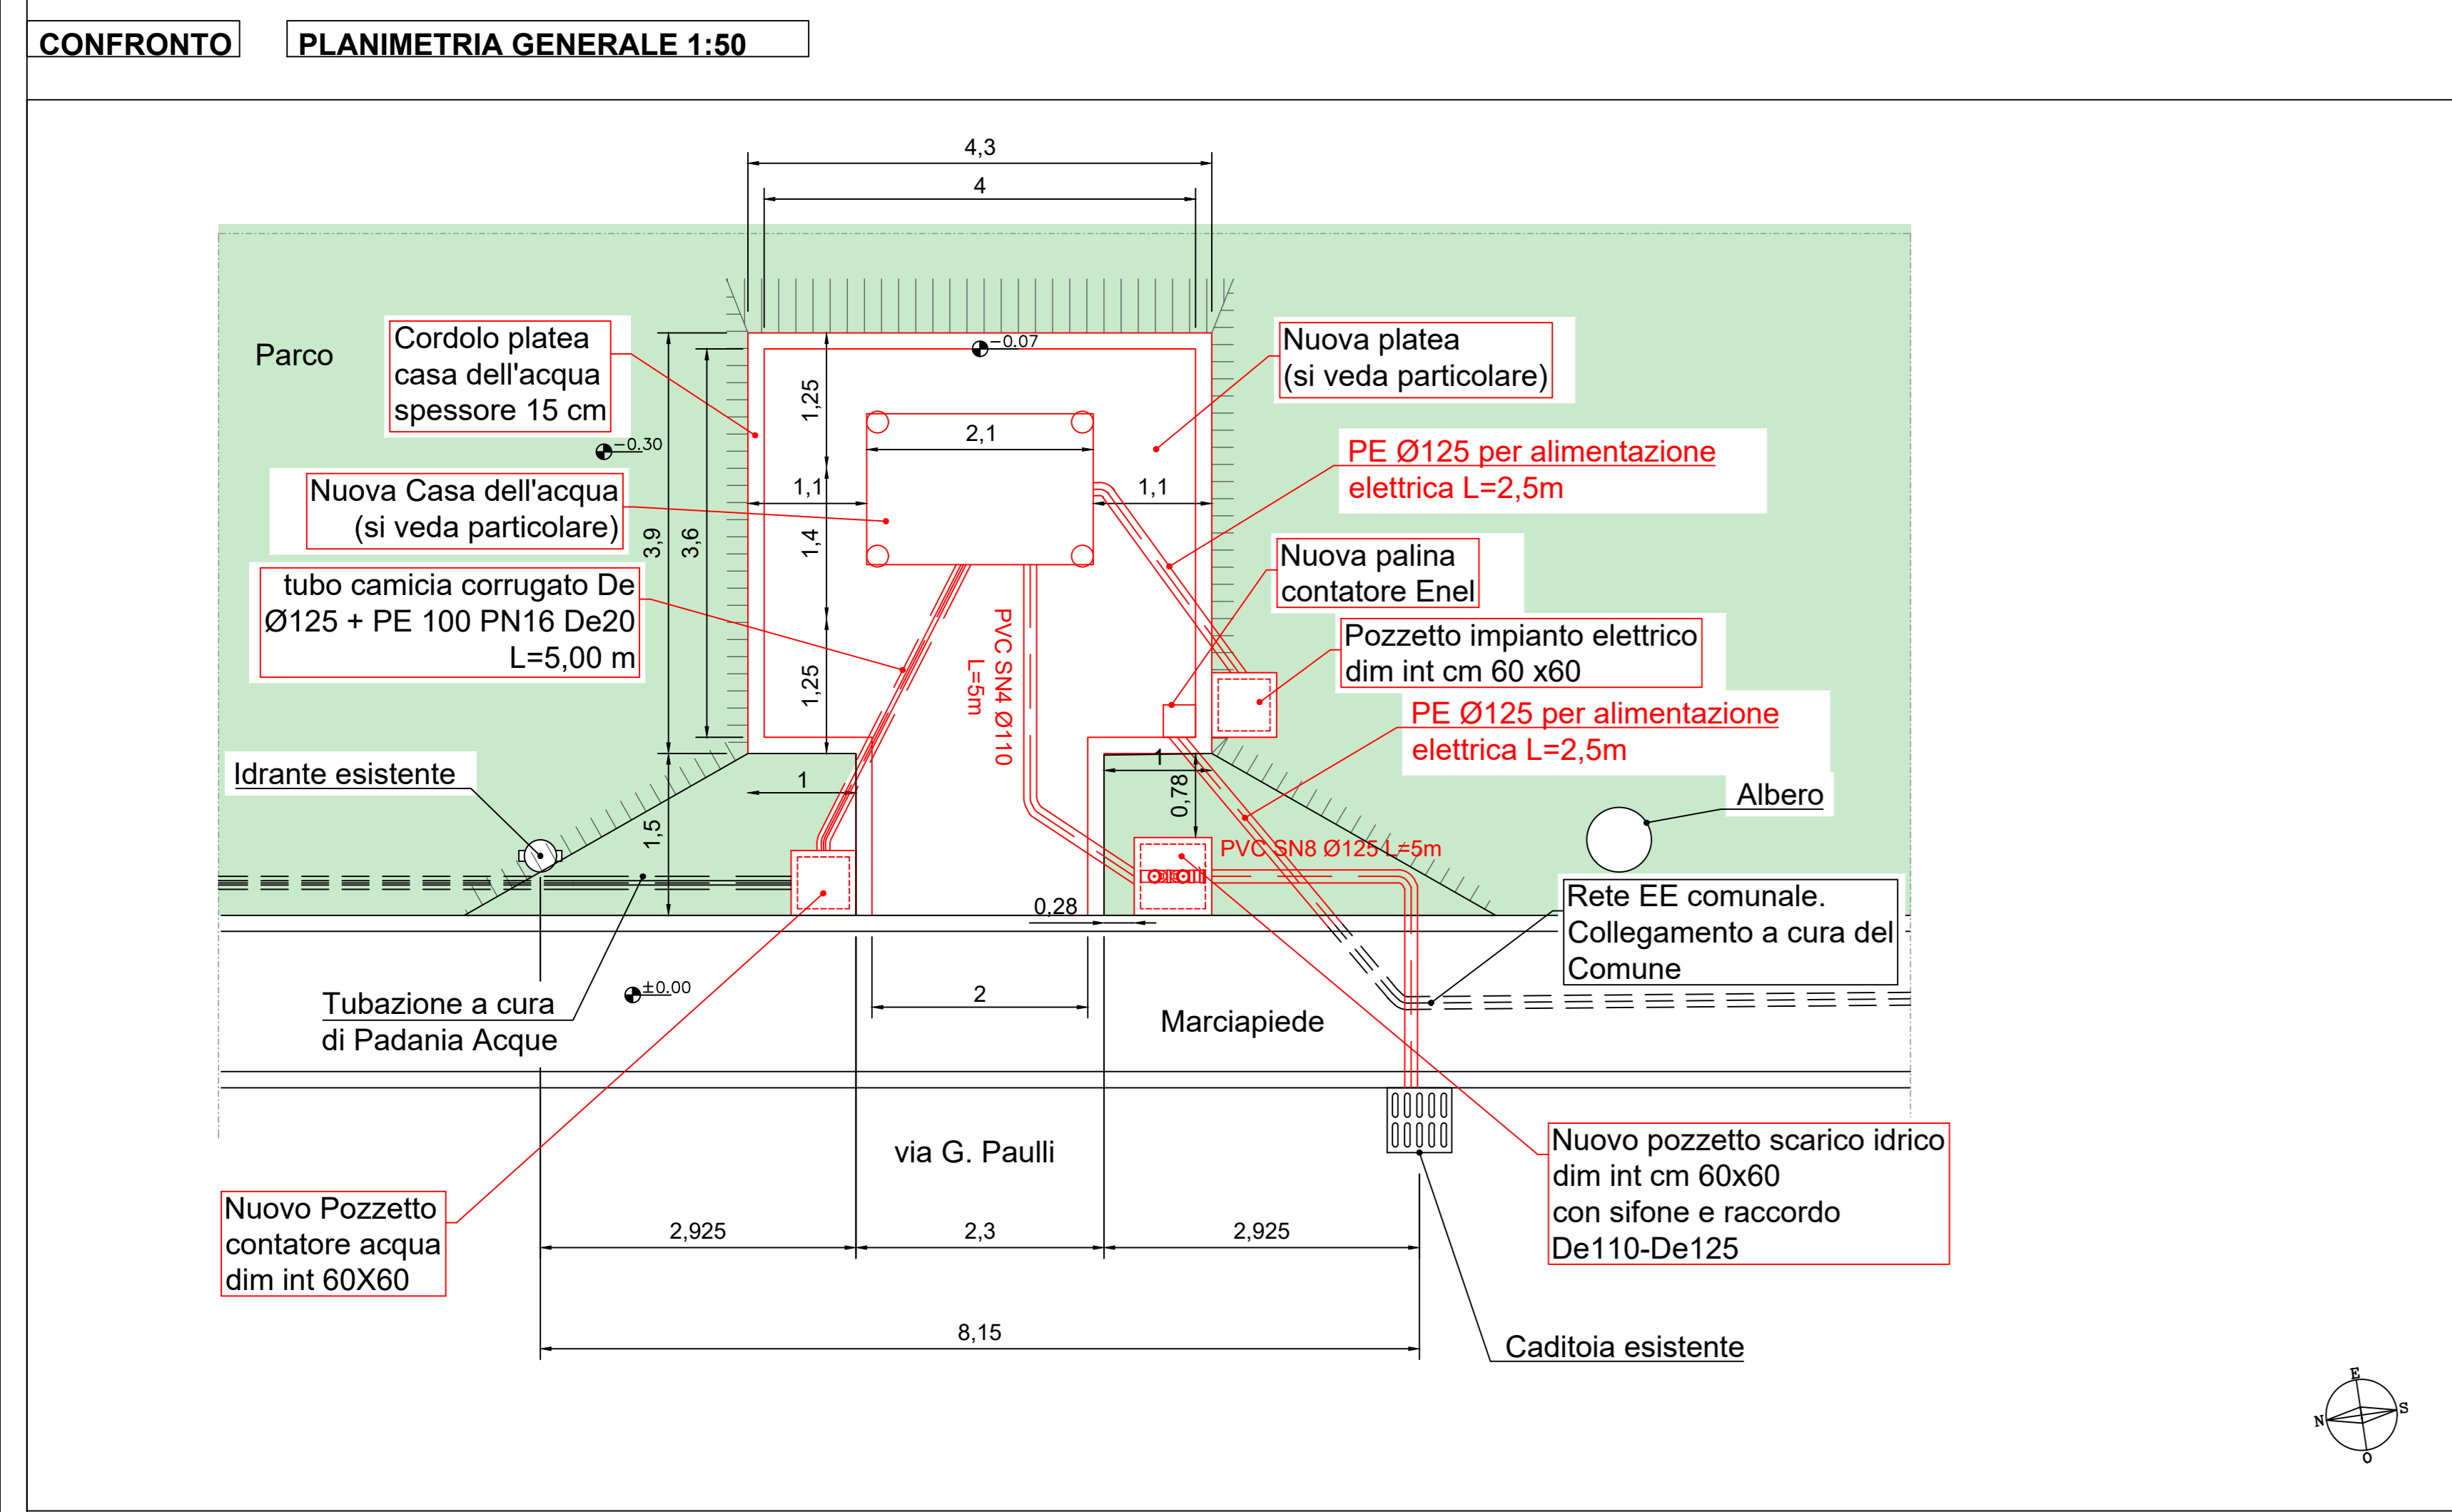 CONFRONTO
PLANIMETRIA GENERALE 1:50
4,3
4
Parco
Cordolo platea
casa dell'acqua
spessore 15 cm
-0.07
Nuova platea
(si veda particolare)
1,25
2,1
-0.30
PE Ø125 per alimentazione
elettrica L=2,5m
Nuova Casa dell'acqua
(si veda particolare)
1,1
1,1
3,9
3,6
1,4
Nuova palina
contatore Enel
tubo camicia corrugato De
Ø125 + PE 100 PN16 De20
L=5,00 m
PVC SN4 Ø110
L=5m
Pozzetto impianto elettrico
dim int cm 60 x60
1,25
PE Ø125 per alimentazione
elettrica L=2,5m
Idrante esistente
1
1
0,78
Albero
1,5
PVC SN8 Ø125 L=5m
0,28
Rete EE comunale.
Collegamento a cura del
Comune
±0.00
Tubazione a cura
di Padania Acque
2
Marciapiede
via G. Paulli
Nuovo pozzetto scarico idrico
dim int cm 60x60
con sifone e raccordo
De110-De125
Nuovo Pozzetto
contatore acqua
dim int 60X60
2,925
2,3
2,925
8,15
Caditoia esistente
E
N
S
O